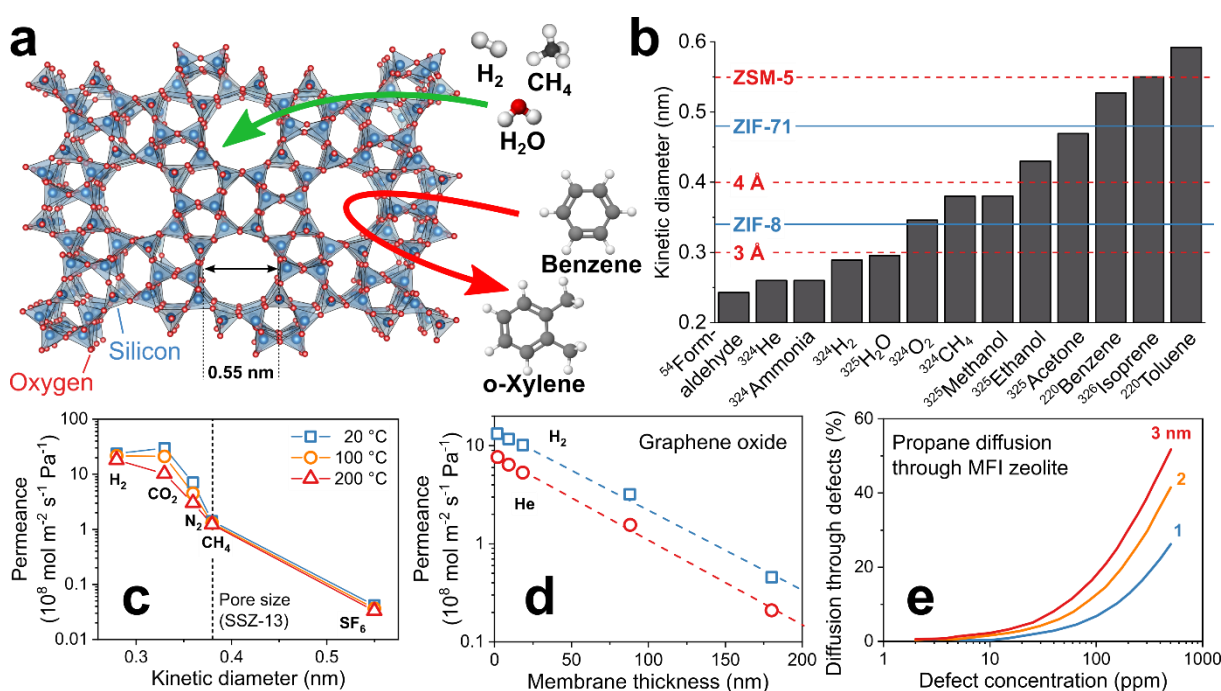 a
H2
CH4
H2O
Benzene
o-Xylene
Silicon
Oxygen
0.55 nm
b
Kinetic diameter (nm)
0.6
0.5
0.4
0.3
0.2
ZSM-5
ZIF-71
4 Å
ZIF-8
3 Å
54Form-
aldehyde
324He
324Ammonia
324H2
325H2O
324O2
324CH4
325Methanol
325Ethanol
325Acetone
220Benzene
326Isoprene
220Toluene
c
Permeance
(10⁸ mol m⁻² s⁻¹ Pa⁻¹)
100
10
1
0.1
0.01
20 °C
100 °C
200 °C
H2
CO2
N2
CH4
Pore size
(SSZ-13)
SF6
0.3
0.4
0.5
Kinetic diameter (nm)
d
Permeance
(10⁸ mol m⁻² s⁻¹ Pa⁻¹)
10
1
0.1
H2
Graphene oxide
He
0
50
100
150
200
Membrane thickness (nm)
e
Diffusion through defects (%)
60
40
20
0
Propane diffusion
through MFI zeolite
3 nm
2
1
1
10
100
1000
Defect concentration (ppm)